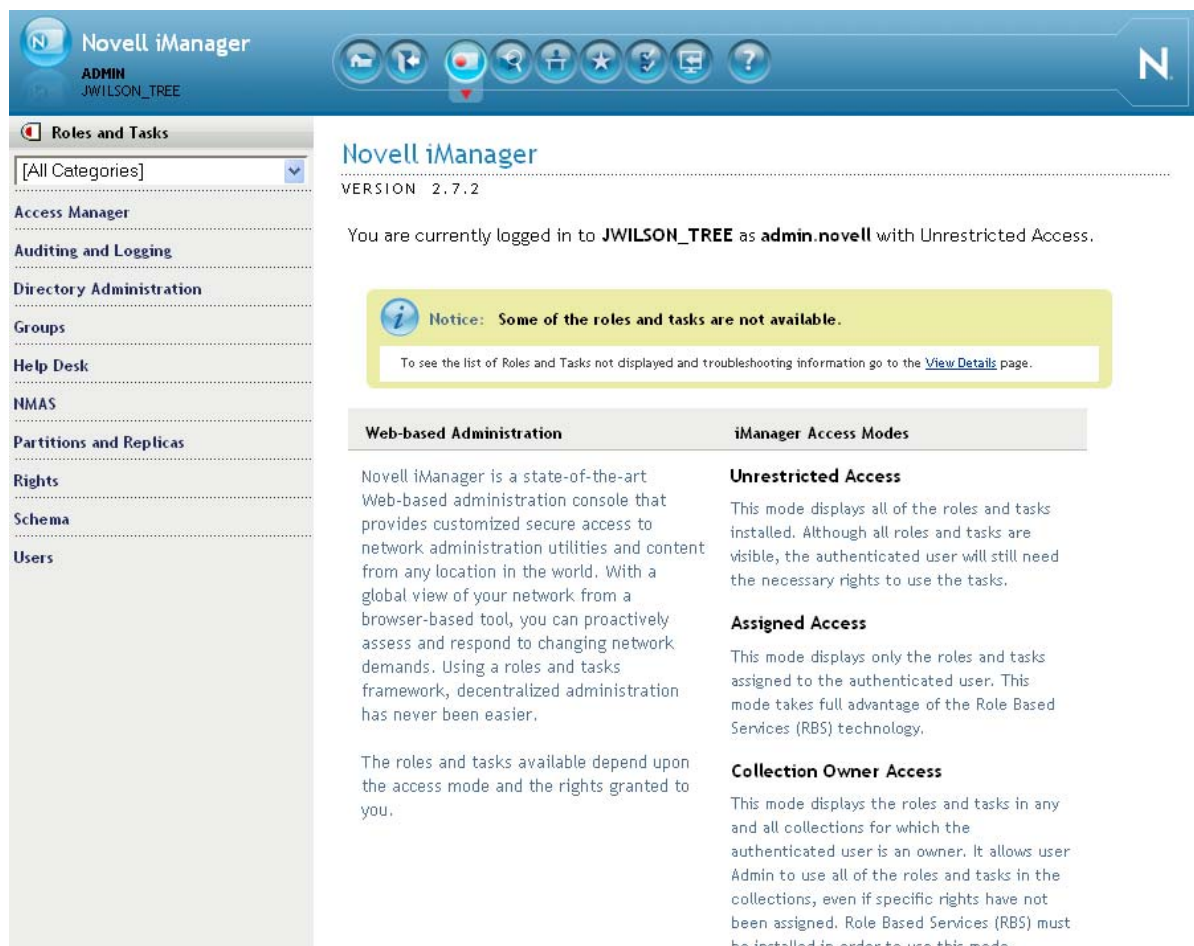 Novell iManager
ADMIN
JWILSON_TREE
N
Roles and Tasks
[All Categories]
Access Manager
Auditing and Logging
Directory Administration
Groups
Help Desk
NMAS
Partitions and Replicas
Rights
Schema
Users
Novell iManager
VERSION 2.7.2
You are currently logged in to JWILSON_TREE as admin.novell with Unrestricted Access.
Notice: Some of the roles and tasks are not available.
To see the list of Roles and Tasks not displayed and troubleshooting information go to the View Details page.
Web-based Administration
Novell iManager is a state-of-the-art
Web-based administration console that
provides customized secure access to
network administration utilities and content
from any location in the world. With a
global view of your network from a
browser-based tool, you can proactively
assess and respond to changing network
demands. Using a roles and tasks
framework, decentralized administration
has never been easier.
The roles and tasks available depend upon
the access mode and the rights granted to
you.
iManager Access Modes
Unrestricted Access
This mode displays all of the roles and tasks
installed. Although all roles and tasks are
visible, the authenticated user will still need
the necessary rights to use the tasks.
Assigned Access
This mode displays only the roles and tasks
assigned to the authenticated user. This
mode takes full advantage of the Role Based
Services (RBS) technology.
Collection Owner Access
This mode displays the roles and tasks in any
and all collections for which the
authenticated user is an owner. It allows user
Admin to use all of the roles and tasks in the
collections, even if specific rights have not
been assigned. Role Based Services (RBS) must
be installed in order to use this mode.